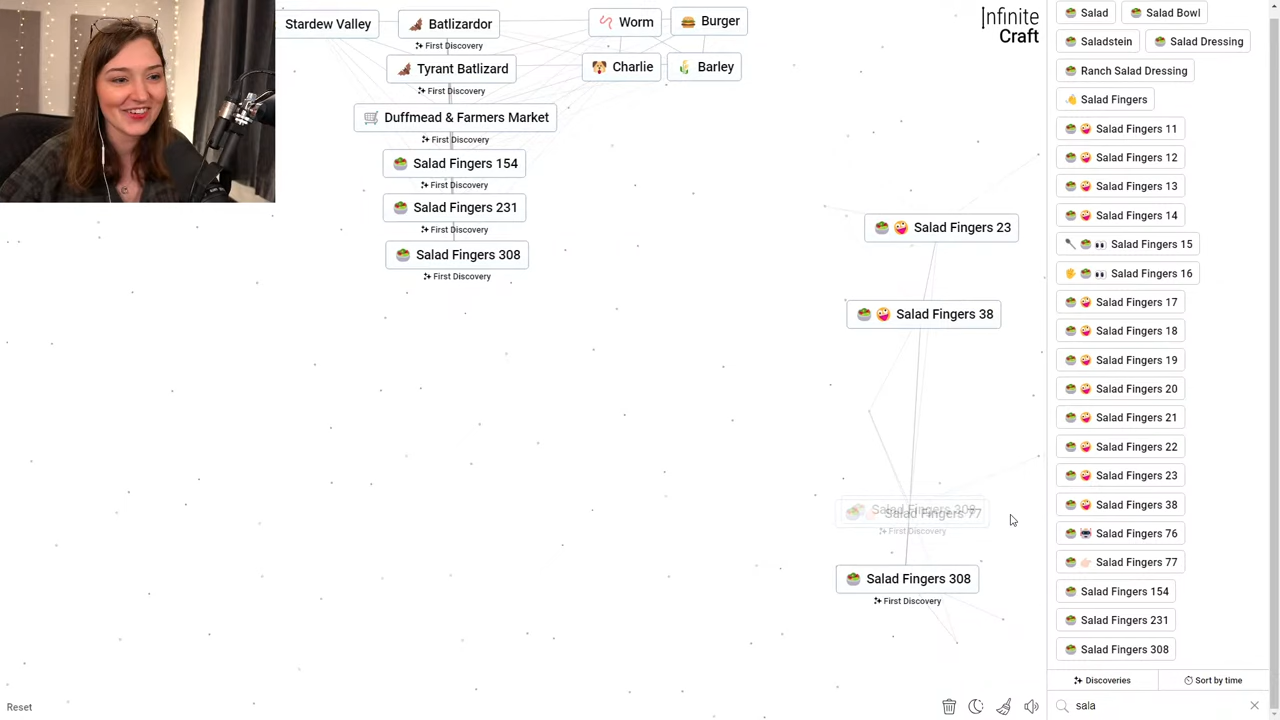 Stardew Valley
Batlizardor
First Discovery
Tyrant Batlizard
First Discovery
Duffmead & Farmers Market
First Discovery
Salad Fingers 154
First Discovery
Salad Fingers 231
First Discovery
Salad Fingers 308
First Discovery
Worm
Burger
Charlie
Barley
Infinite
Craft
Salad Fingers 23
Salad Fingers 38
Salad Fingers 77
First Discovery
Salad Fingers 308
First Discovery
Salad
Salad Bowl
Saladstein
Salad Dressing
Ranch Salad Dressing
Salad Fingers
Salad Fingers 11
Salad Fingers 12
Salad Fingers 13
Salad Fingers 14
Salad Fingers 15
Salad Fingers 16
Salad Fingers 17
Salad Fingers 18
Salad Fingers 19
Salad Fingers 20
Salad Fingers 21
Salad Fingers 22
Salad Fingers 23
Salad Fingers 38
Salad Fingers 76
Salad Fingers 77
Salad Fingers 154
Salad Fingers 231
Salad Fingers 308
Discoveries
Sort by time
sala
Reset